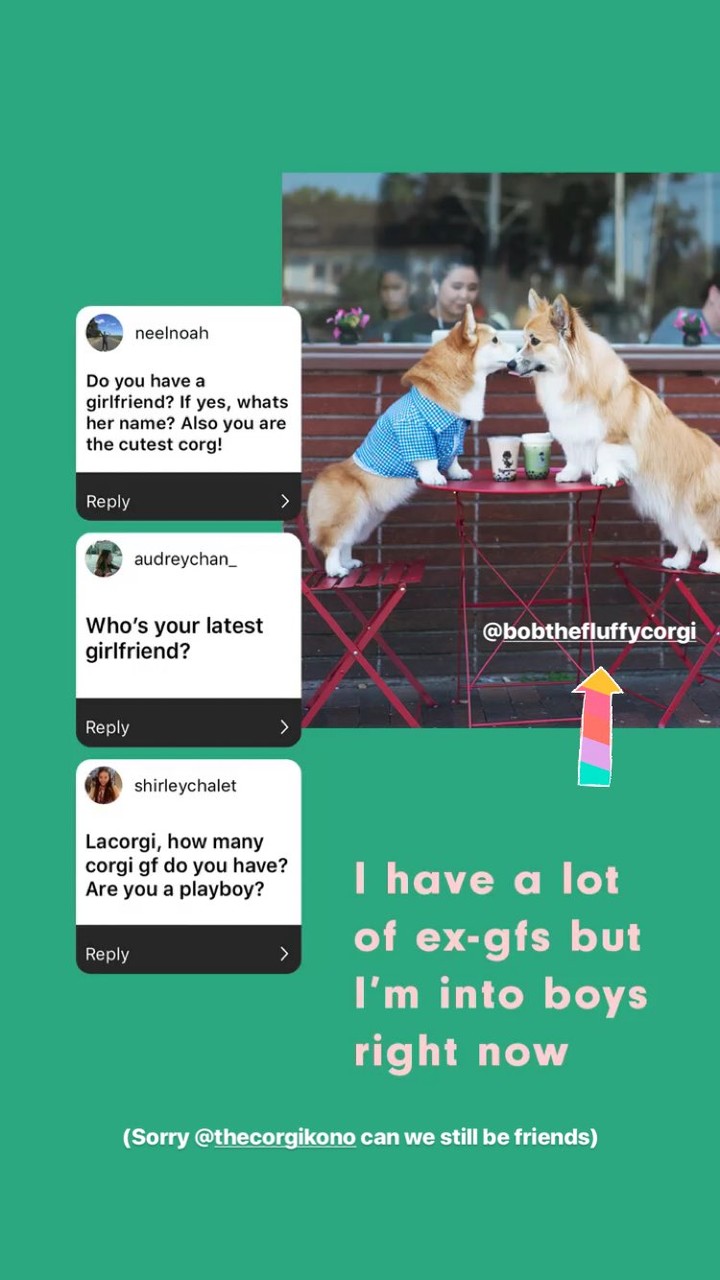 neelnoah
Do you have a
girlfriend? If yes, whats
her name? Also you are
the cutest corg!
Reply
audreychan_
Who's your latest
girlfriend?
Reply
shirleychalet
Lacorgi, how many
corgi gf do you have?
Are you a playboy?
Reply
@bobthefluffycorgi
I have a lot
of ex-gfs but
I'm into boys
right now
(Sorry @thecorgikono can we still be friends)